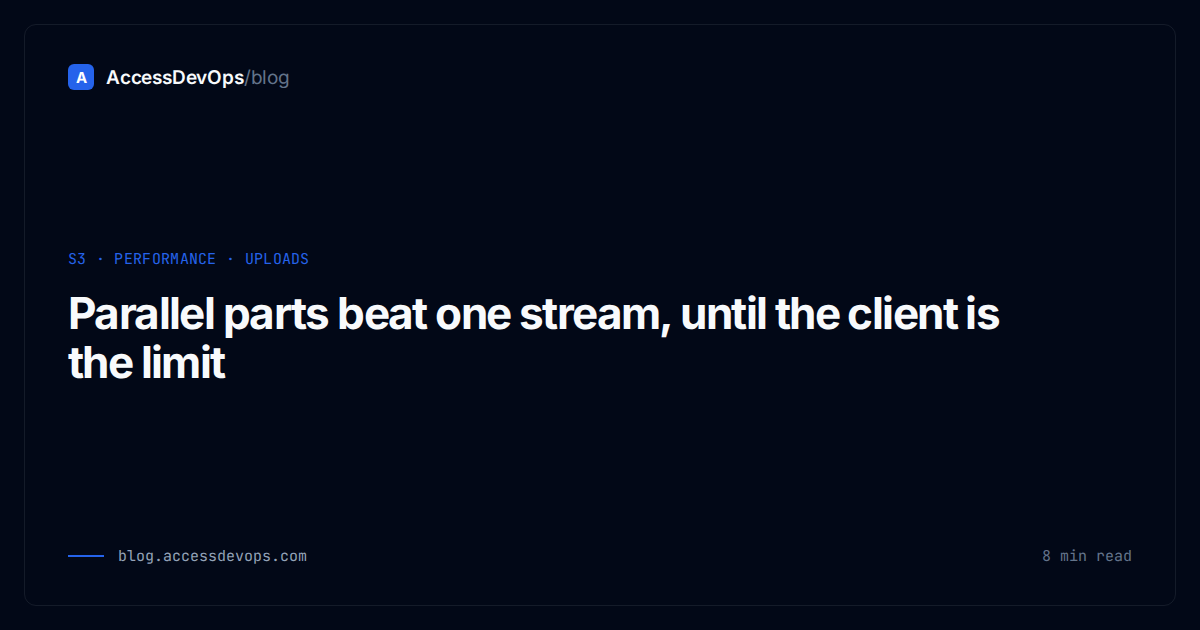 A AccessDevOps/blog
S3 · PERFORMANCE · UPLOADS
Parallel parts beat one stream, until the client is
the limit
blog.accessdevops.com
8 min read